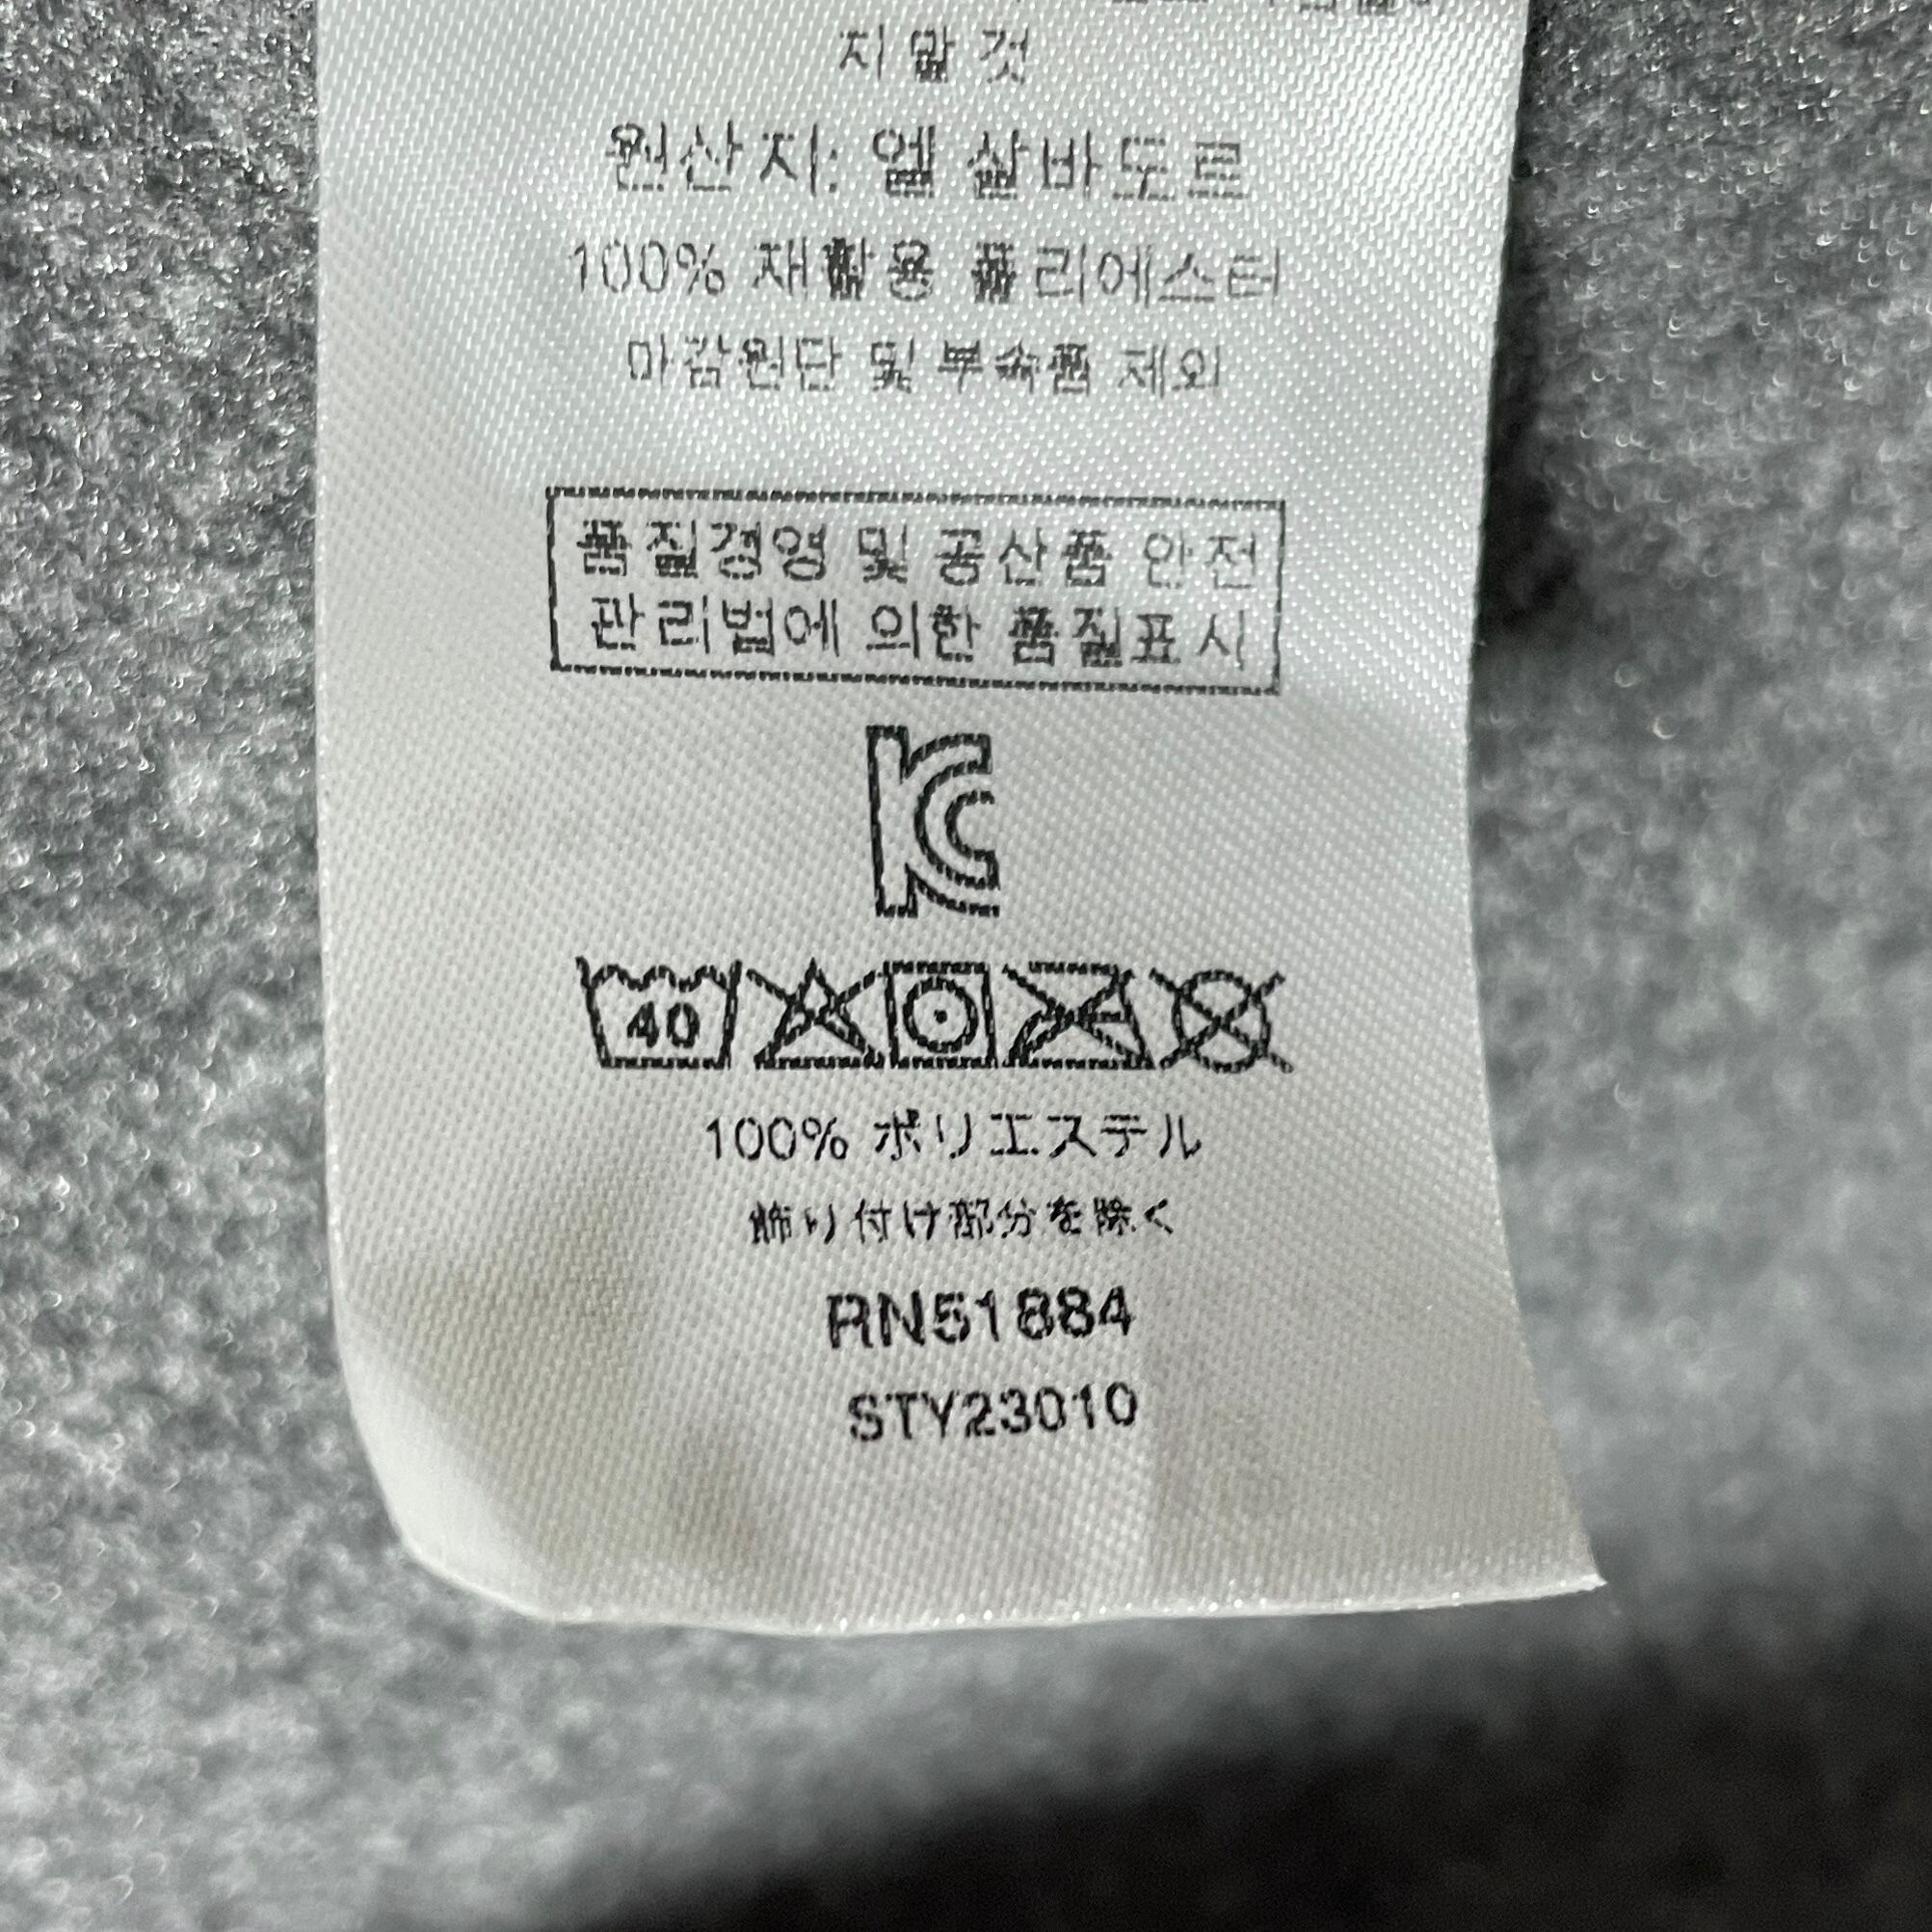 지 말 것
원산지: 엘 살바도르
100% 재활용 폴리에스터
마감원단 및 부속품 제외
품질경영 및 공산품 안전
관리법에 의한 품질표시
KC
40
100% ポリエステル
飾り付け部分を除く
RN51884
STY23010